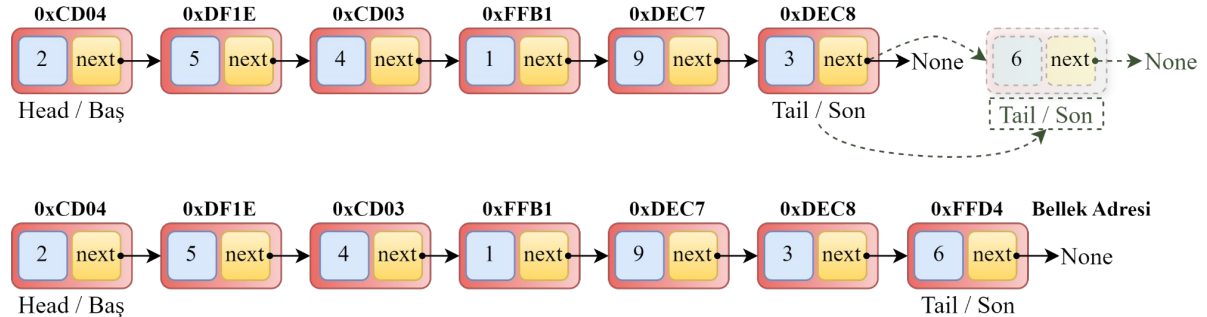 0xCD04 0xDF1E 0xCD03 0xFFB1 0xDEC7 0xDEC8
2 next 5 next 4 next 1 next 9 next 3 next None 6 next None
Head / Baş Tail / Son Tail / Son
0xCD04 0xDF1E 0xCD03 0xFFB1 0xDEC7 0xDEC8 0xFFD4 Bellek Adresi
2 next 5 next 4 next 1 next 9 next 3 next 6 next None
Head / Baş Tail / Son